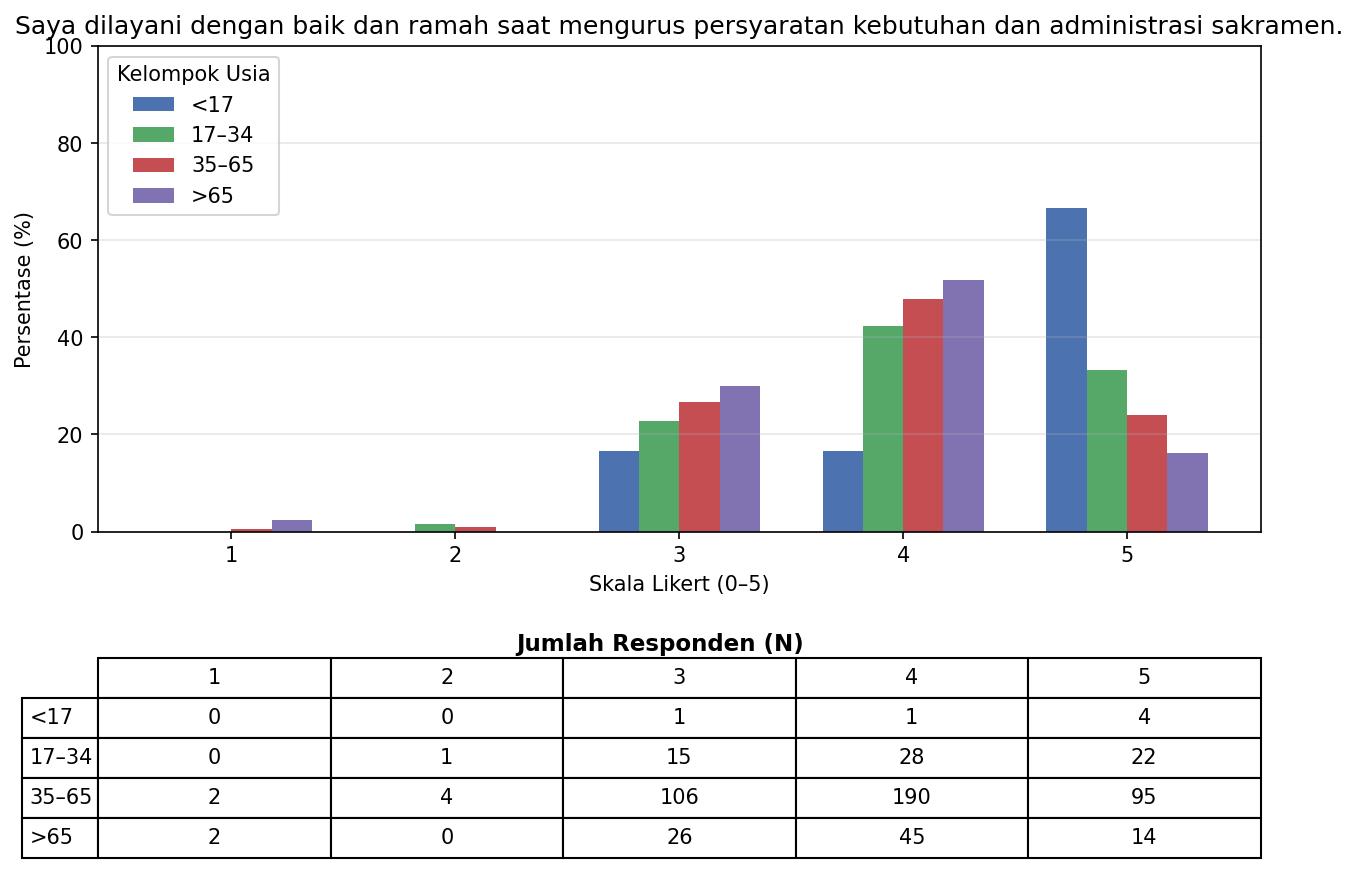 Saya dilayani dengan baik dan ramah saat mengurus persyaratan kebutuhan dan administrasi sakramen.
100
80
60
40
20
0
Persentase (%)
Kelompok Usia
<17
17–34
35–65
>65
1 2 3 4 5
Skala Likert (0–5)
Jumlah Responden (N)
1 2 3 4 5
<17 0 0 1 1 4
17–34 0 1 15 28 22
35–65 2 4 106 190 95
>65 2 0 26 45 14